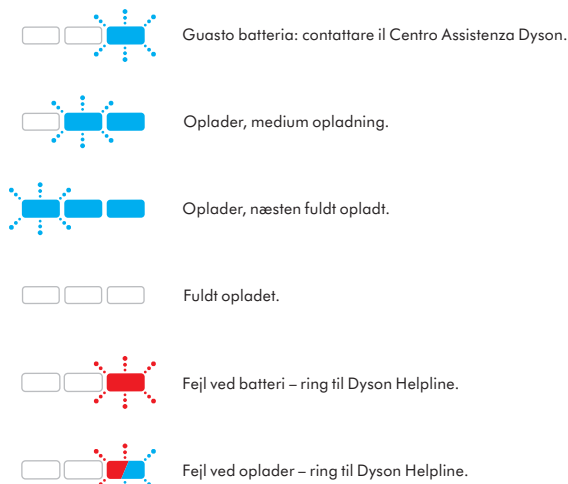 Guasto batteria: contattare il Centro Assistenza Dyson.
Oplader, medium opladning.
Oplader, næsten fuldt opladt.
Fuldt opladet.
Fejl ved batteri – ring til Dyson Helpline.
Fejl ved oplader – ring til Dyson Helpline.